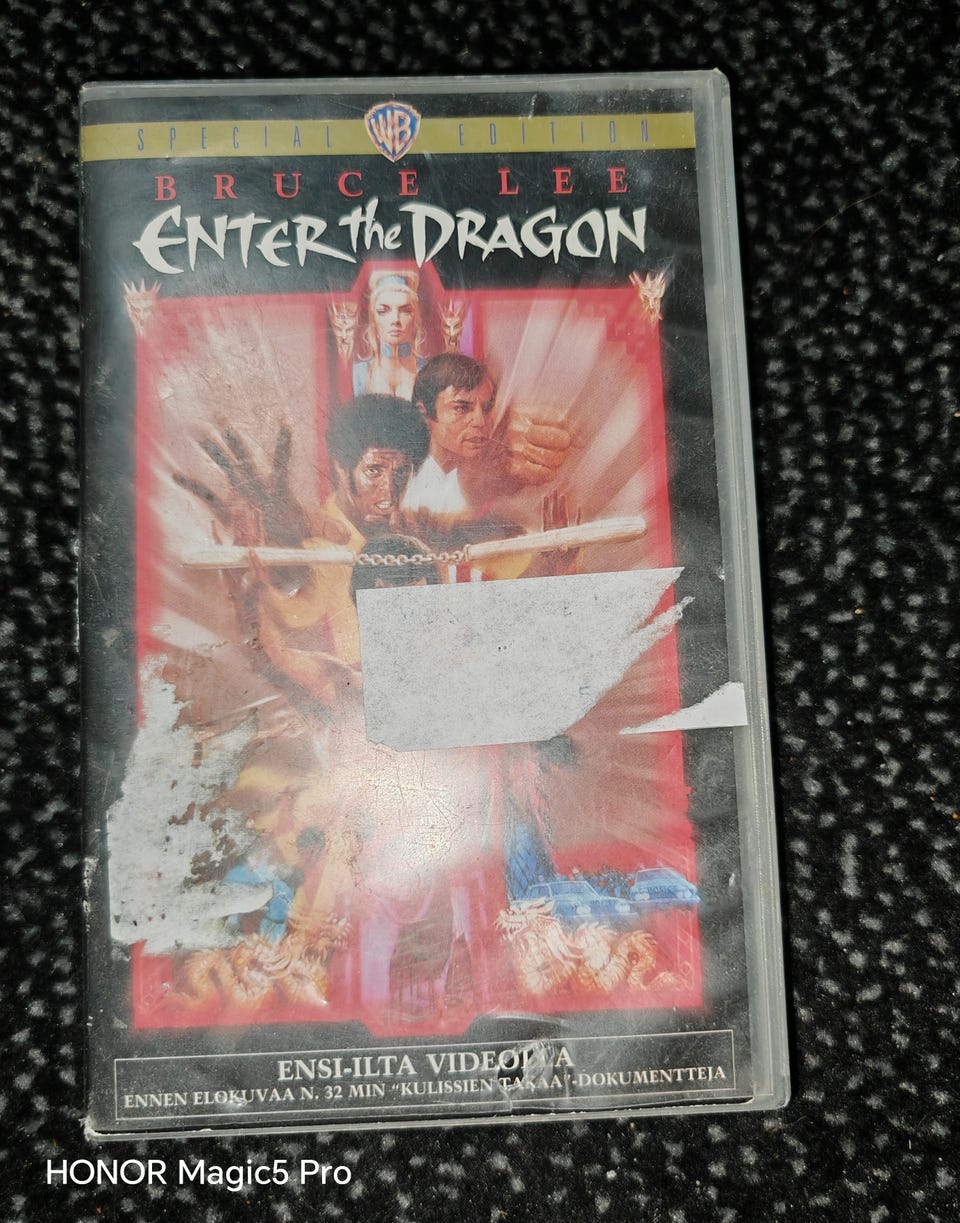 SPECIAL WB EDITION
BRUCE LEE
ENTER the DRAGON
POLICE
ENSI-ILTA
ENNEN ELOKUVAA N. 32 MIN "KULISSIEN TAKAA"-DOKUMENTTEJA
HONOR Magic5 Pro